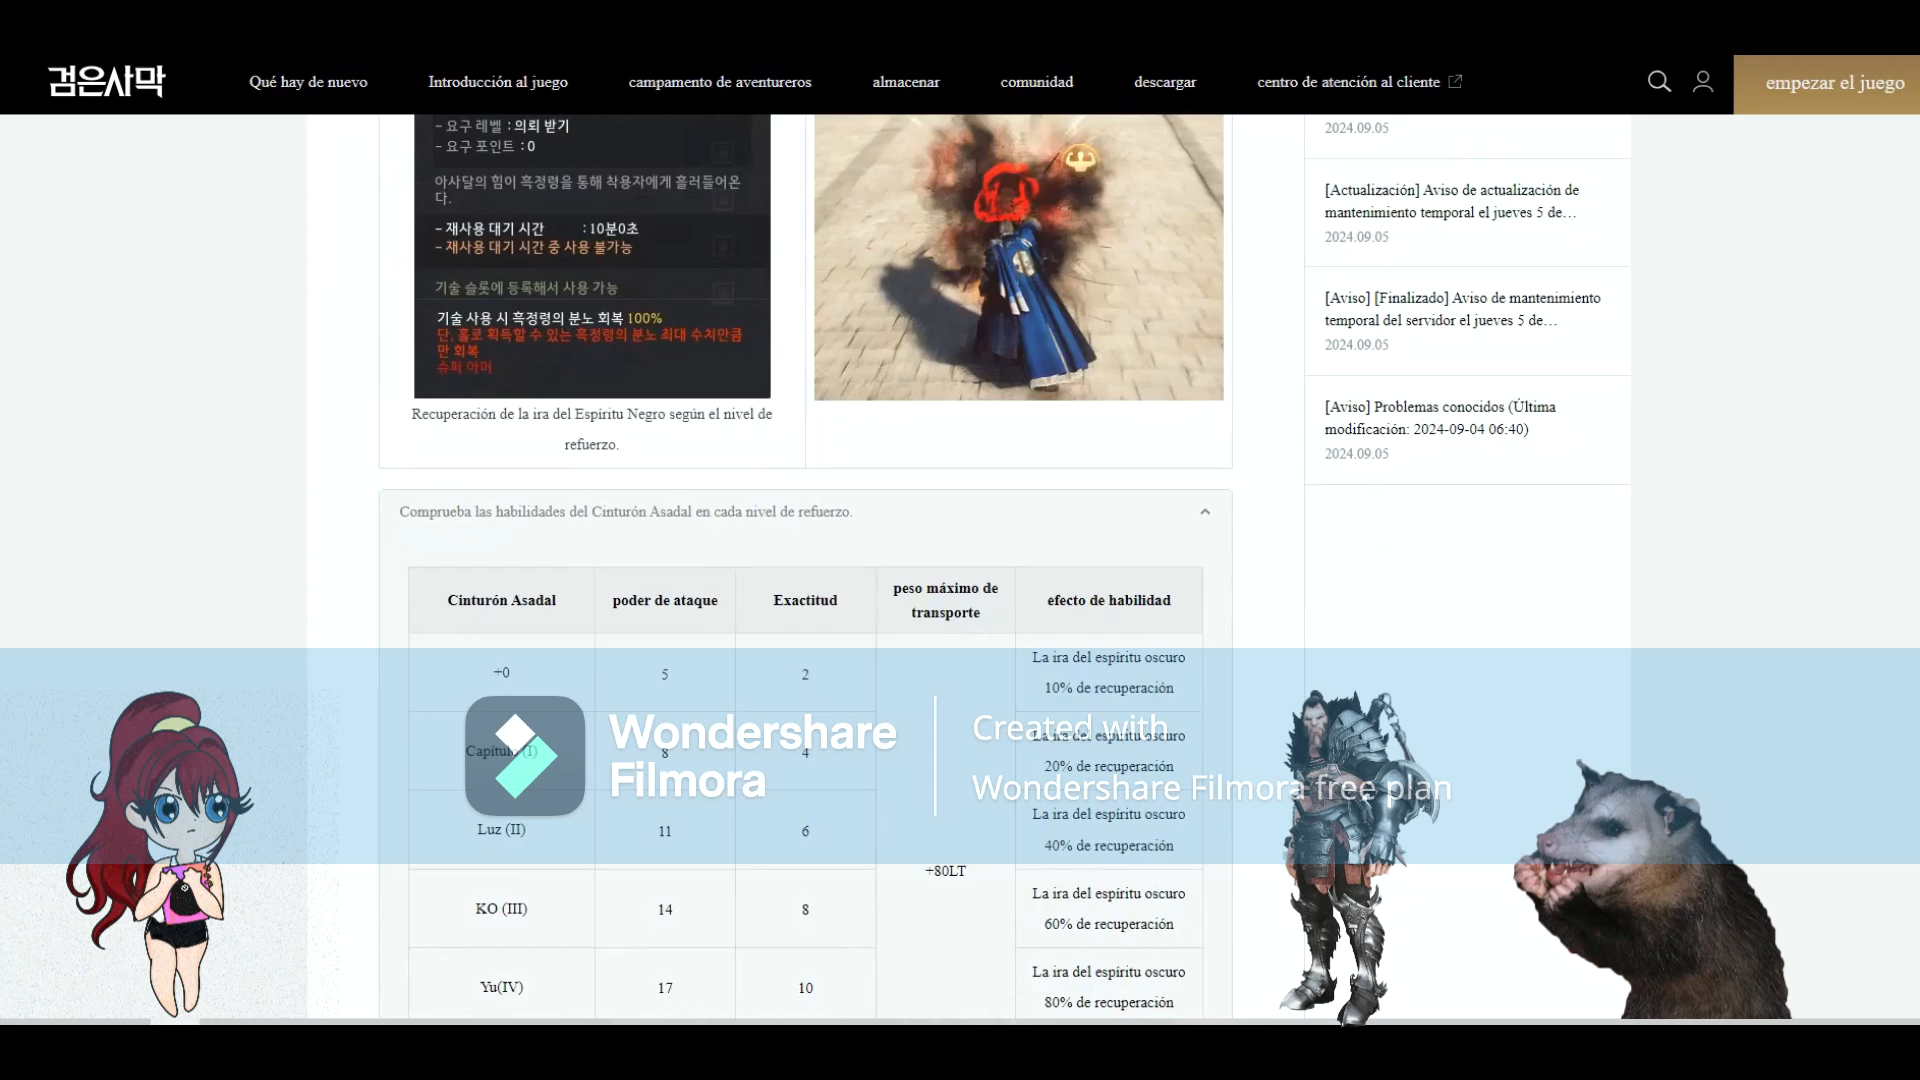 검은사막
Qué hay de nuevo
Introducción al juego
campamento de aventureros
almacenar
comunidad
descargar
centro de atención al cliente
empezar el juego
- 요구 레벨 : 의뢰 받기
- 요구 포인트 : 0
아사달의 힘이 흑정령을 통해 착용자에게 흘러들어온
다.
- 재사용 대기 시간 : 10분0초
- 재사용 대기 시간 중 사용 불가능
기술 슬롯에 등록해서 사용 가능
기술 사용 시 흑정령의 분노 회복 100%
단, 홀로 획득할 수 있는 흑정령의 분노 최대 수치만큼
만 회복
슈퍼 아머
Recuperación de la ira del Espíritu Negro según el nivel de
refuerzo.
2024.09.05
[Actualización] Aviso de actualización de
mantenimiento temporal el jueves 5 de…
2024.09.05
[Aviso] [Finalizado] Aviso de mantenimiento
temporal del servidor el jueves 5 de…
2024.09.05
[Aviso] Problemas conocidos (Última
modificación: 2024-09-04 06:40)
2024.09.05
Comprueba las habilidades del Cinturón Asadal en cada nivel de refuerzo.
Cinturón Asadal
poder de ataque
Exactitud
peso máximo de
transporte
efecto de habilidad
+0
5
2
La ira del espíritu oscuro
10% de recuperación
Capítulo (I)
8
4
La ira del espíritu oscuro
20% de recuperación
Luz (II)
11
6
La ira del espíritu oscuro
40% de recuperación
+80LT
KO (III)
14
8
La ira del espíritu oscuro
60% de recuperación
Yu(IV)
17
10
La ira del espíritu oscuro
80% de recuperación
Wondershare
Filmora
Created with
Wondershare Filmora free plan